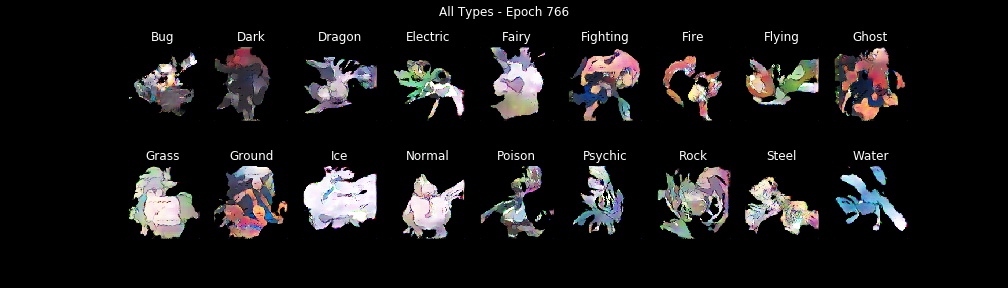 All Types - Epoch 766
Bug Dark Dragon Electric Fairy Fighting Fire Flying Ghost
Grass Ground Ice Normal Poison Psychic Rock Steel Water